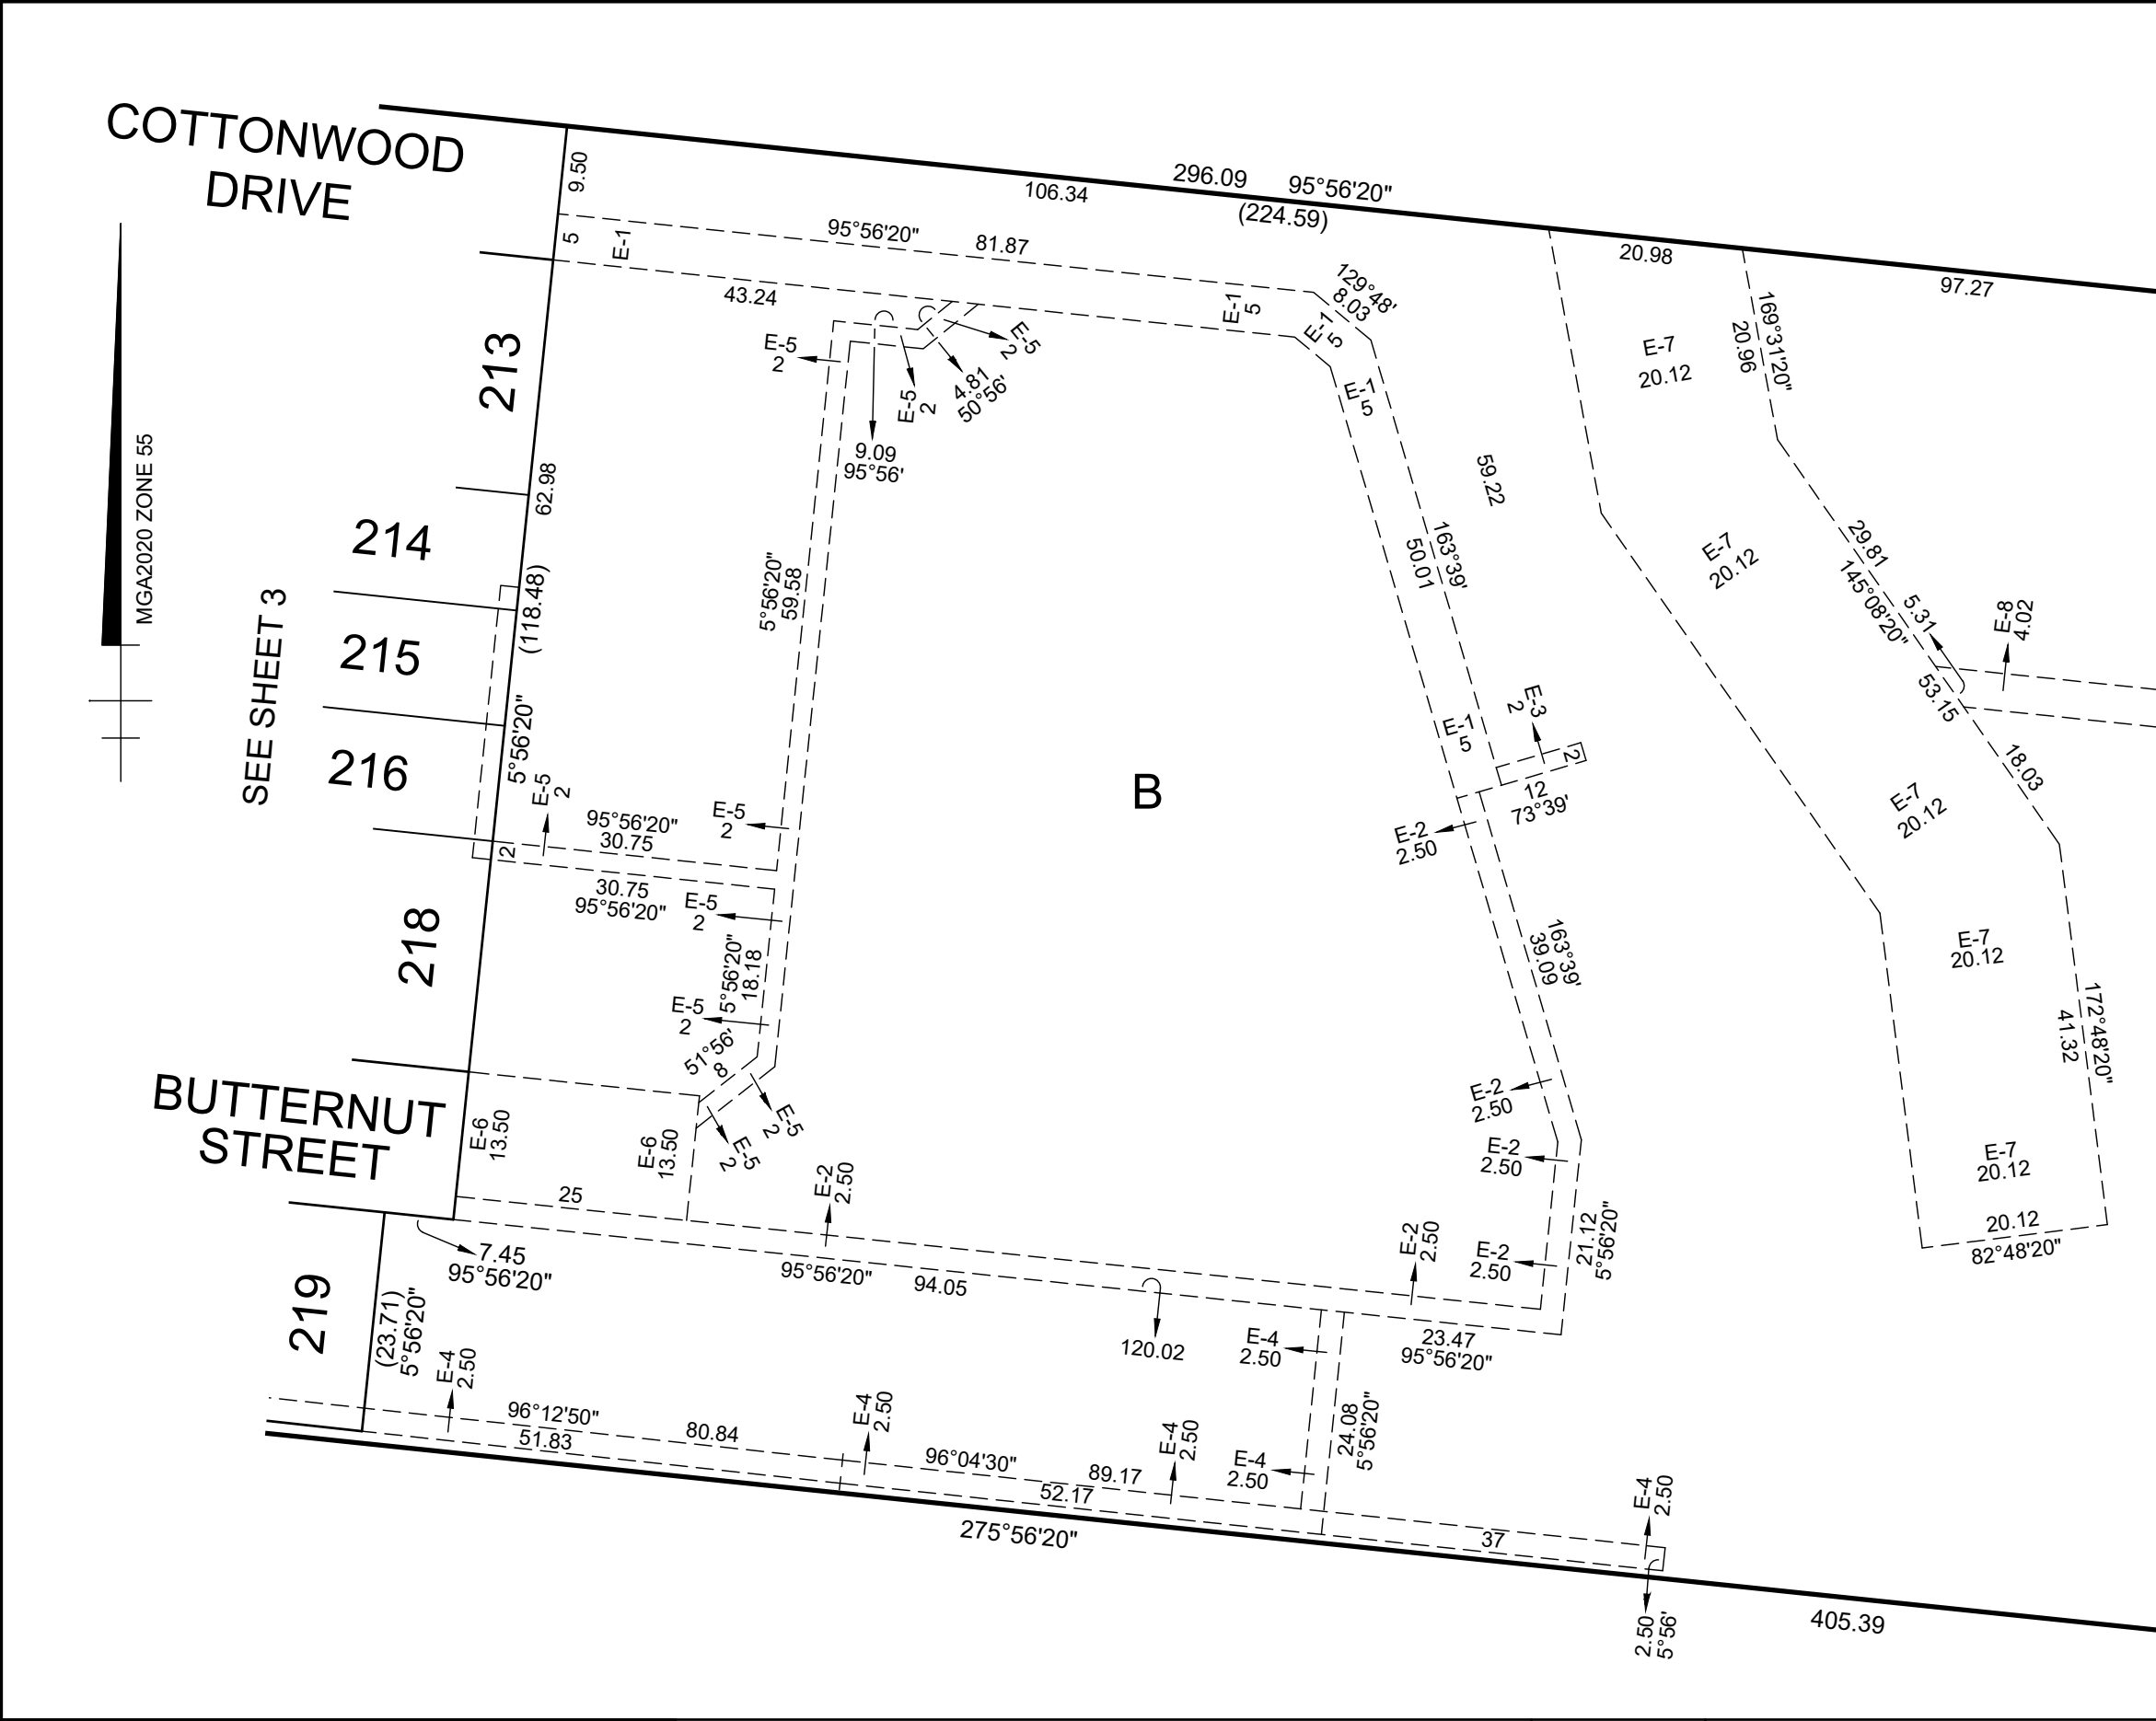 COTTONWOOD
DRIVE
9.50
296.09
95°56'20"
106.34
(224.59)
20.98
97.27
5
E-1
95°56'20"
81.87
43.24
E-1
5
129°48'
8.03
E-1
5
E-1
5
169°31'20"
20.96
E-7
20.12
E-5
2
E-5
2
E-5
2
4.81
50°56'
9.09
95°56'
213
62.98
MGA2020 ZONE 55
59.22
163°39'
50.01
E-7
20.12
29.81
145°08'20"
5.31
53.15
E-8
4.02
214
(118.48)
5°56'20"
59.58
SEE SHEET 3
215
216
5°56'20"
E-5
2
95°56'20"
30.75
E-5
2
2
30.75
95°56'20"
E-5
2
B
E-1
5
E-3
2
2
12
73°39'
E-2
2.50
18.03
E-7
20.12
E-7
20.12
218
5°56'20"
18.18
E-5
2
51°56'
8
163°39'
39.09
172°48'20"
41.32
BUTTERNUT
STREET
E-6
13.50
E-6
13.50
E-5
2
E-5
2
E-2
2.50
E-2
2.50
E-7
20.12
25
E-2
2.50
E-2
2.50
E-2
2.50
21.12
5°56'20"
20.12
82°48'20"
7.45
95°56'20"
95°56'20"
94.05
120.02
219
(23.71)
5°56'20"
E-4
2.50
E-4
2.50
23.47
95°56'20"
96°12'50"
51.83
80.84
E-4
2.50
96°04'30"
89.17
E-4
2.50
E-4
2.50
24.08
5°56'20"
52.17
37
E-4
2.50
275°56'20"
2.50
5°56'
405.39